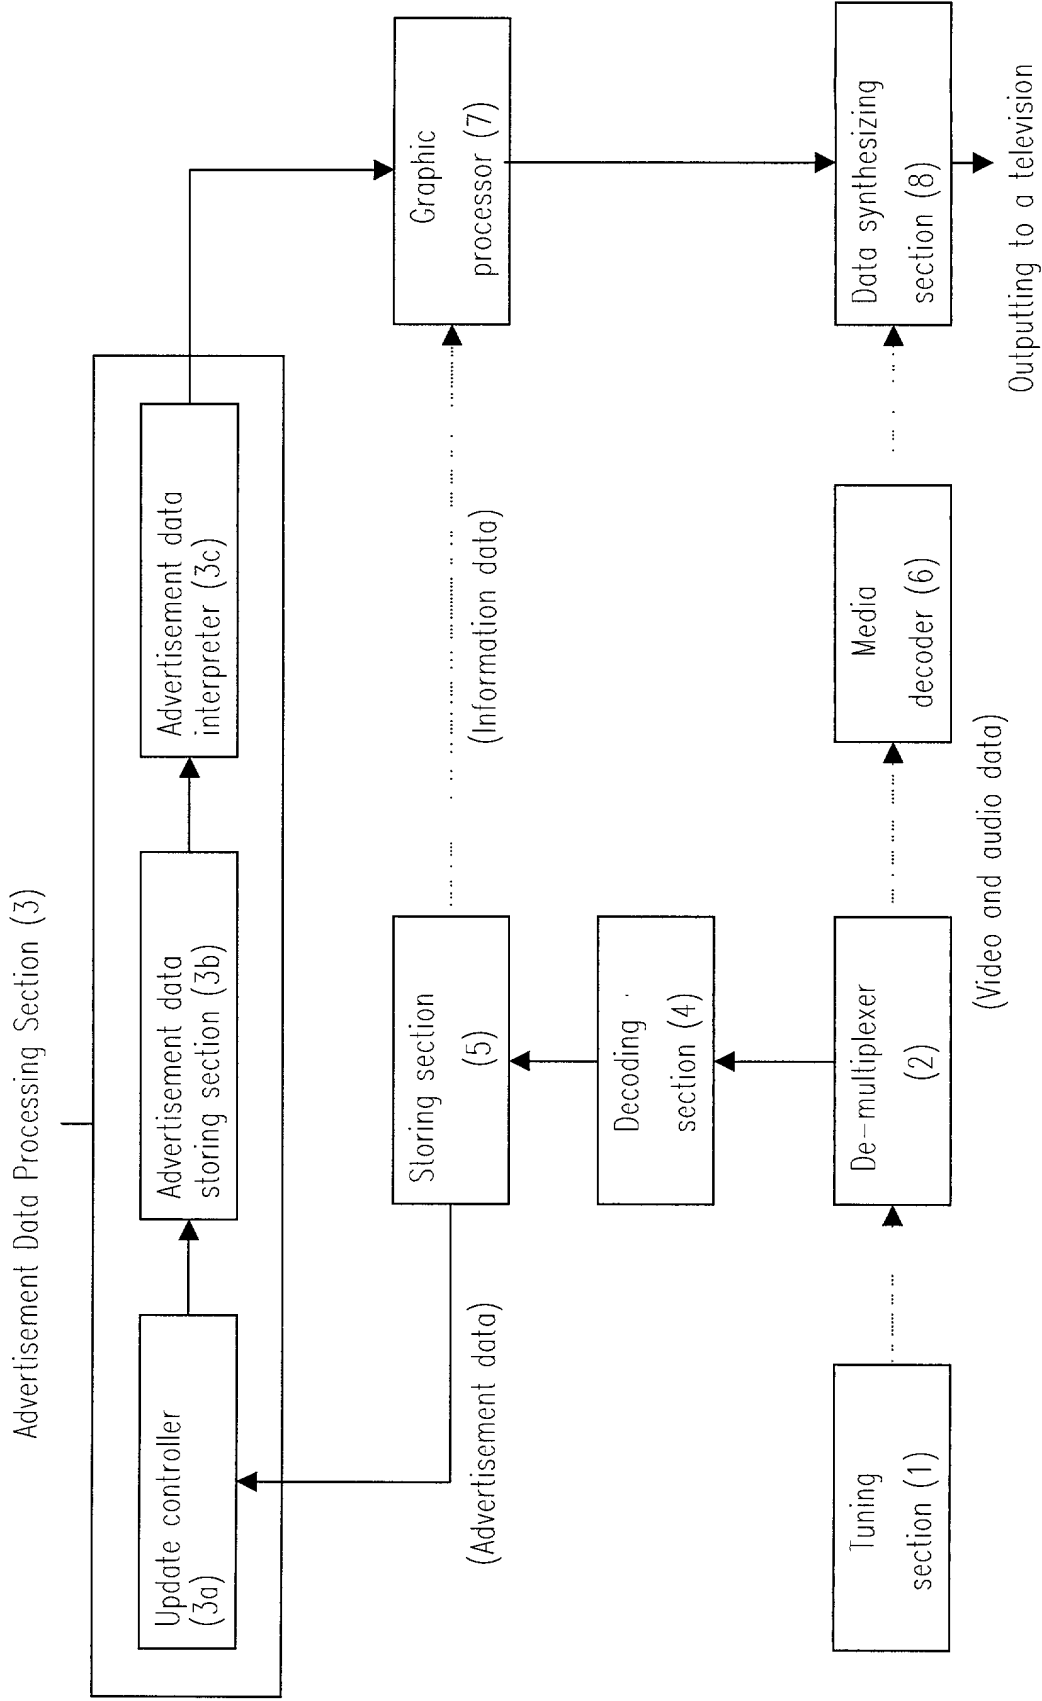 Advertisement Data Processing Section (3)
Update controller
(3a)
Advertisement data
storing section (3b)
Advertisement data
interpreter (3c)
(Advertisement data)
Storing section
(5)
(Information data)
Graphic
processor (7)
Decoding
section (4)
Tuning
section (1)
De-multiplexer
(2)
(Video and audio data)
Media
decoder (6)
Data synthesizing
section (8)
Outputting to a television